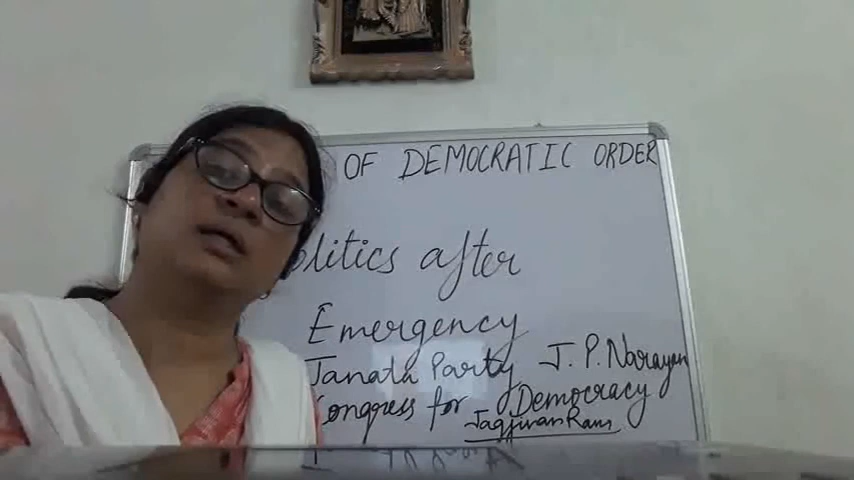 OF DEMOCRATIC ORDER
olitics after
Emergency
Janata Party J.P.Narayan
Congress for Democracy
Jagjivan Ram